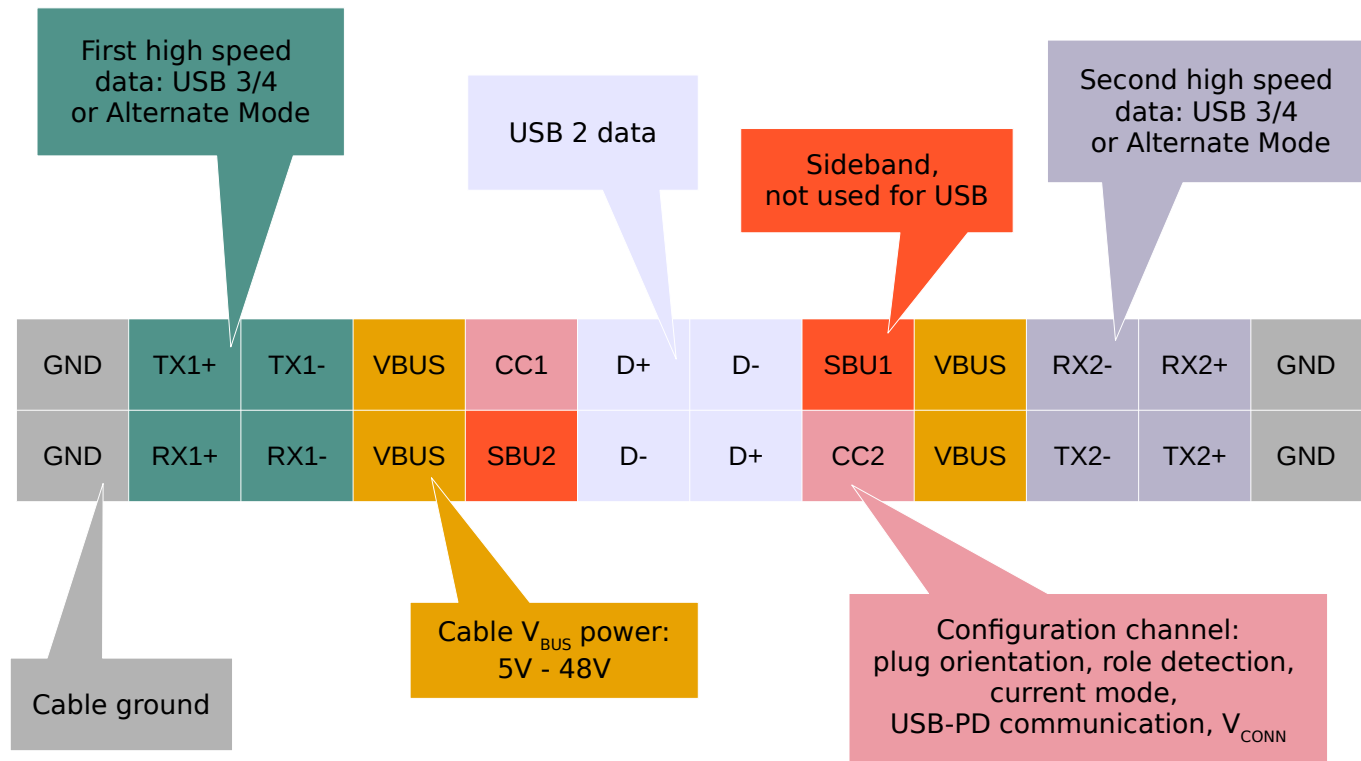 First high speed
data: USB 3/4
or Alternate Mode
USB 2 data
Sideband,
not used for USB
Second high speed
data: USB 3/4
or Alternate Mode
GND TX1+ TX1- VBUS CC1 D+ D- SBU1 VBUS RX2- RX2+ GND
GND RX1+ RX1- VBUS SBU2 D- D+ CC2 VBUS TX2- TX2+ GND
Cable ground
Cable VBUS power:
5V - 48V
Configuration channel:
plug orientation, role detection,
current mode,
USB-PD communication, VCONN